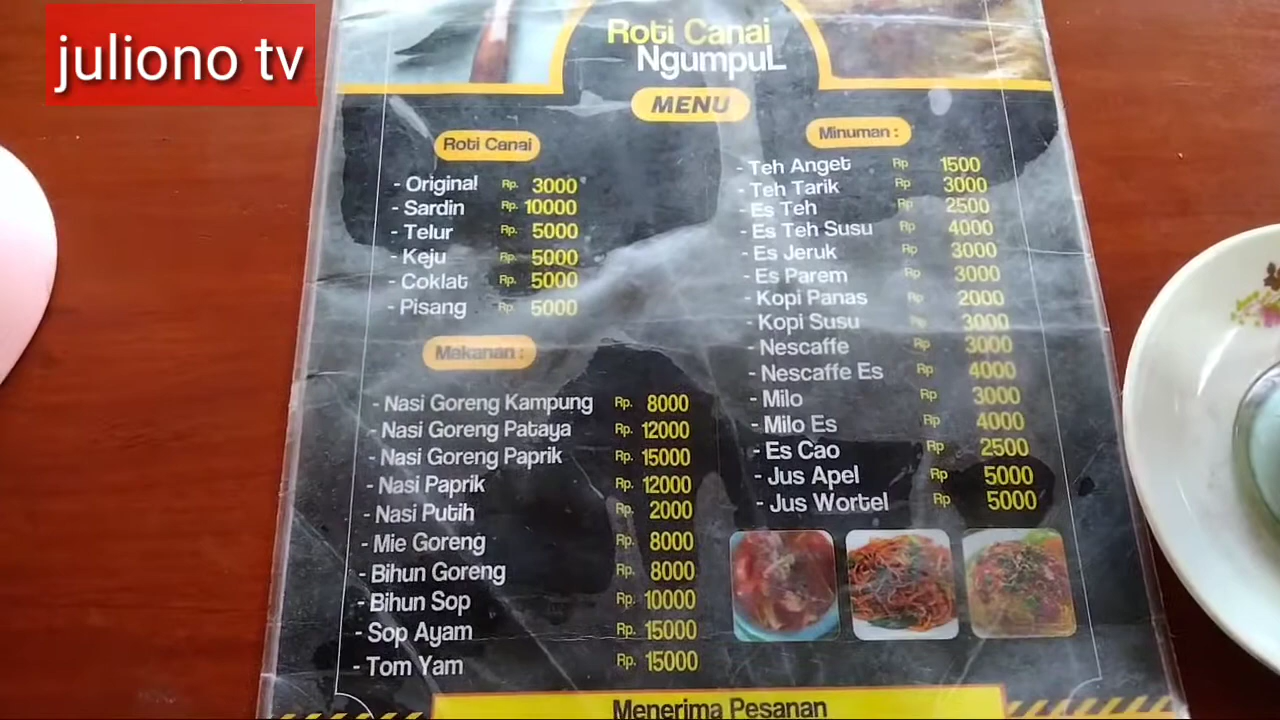 juliono tv
Roti Canai
NgumpuL
MENU
Roti Canai
- Original Rp. 3000
- Sardin Rp. 10000
- Telur Rp. 5000
- Keju Rp. 5000
- Coklat Rp. 5000
- Pisang Rp. 5000
Makanan :
- Nasi Goreng Kampung Rp. 8000
- Nasi Goreng Pataya Rp. 12000
- Nasi Goreng Paprik Rp. 15000
- Nasi Paprik Rp. 12000
- Nasi Putih Rp. 2000
- Mie Goreng Rp. 8000
- Bihun Goreng Rp. 8000
- Bihun Sop Rp. 10000
- Sop Ayam Rp. 15000
- Tom Yam Rp. 15000
Minuman :
- Teh Anget Rp 1500
- Teh Tarik Rp 3000
- Es Teh Rp 2500
- Es Teh Susu Rp 4000
- Es Jeruk Rp 3000
- Es Parem Rp 3000
- Kopi Panas Rp 2000
- Kopi Susu Rp 3000
- Nescaffe Rp 3000
- Nescaffe Es Rp 4000
- Milo Rp 3000
- Milo Es Rp 4000
- Es Cao Rp 2500
- Jus Apel Rp 5000
- Jus Wortel Rp 5000
Menerima Pesanan